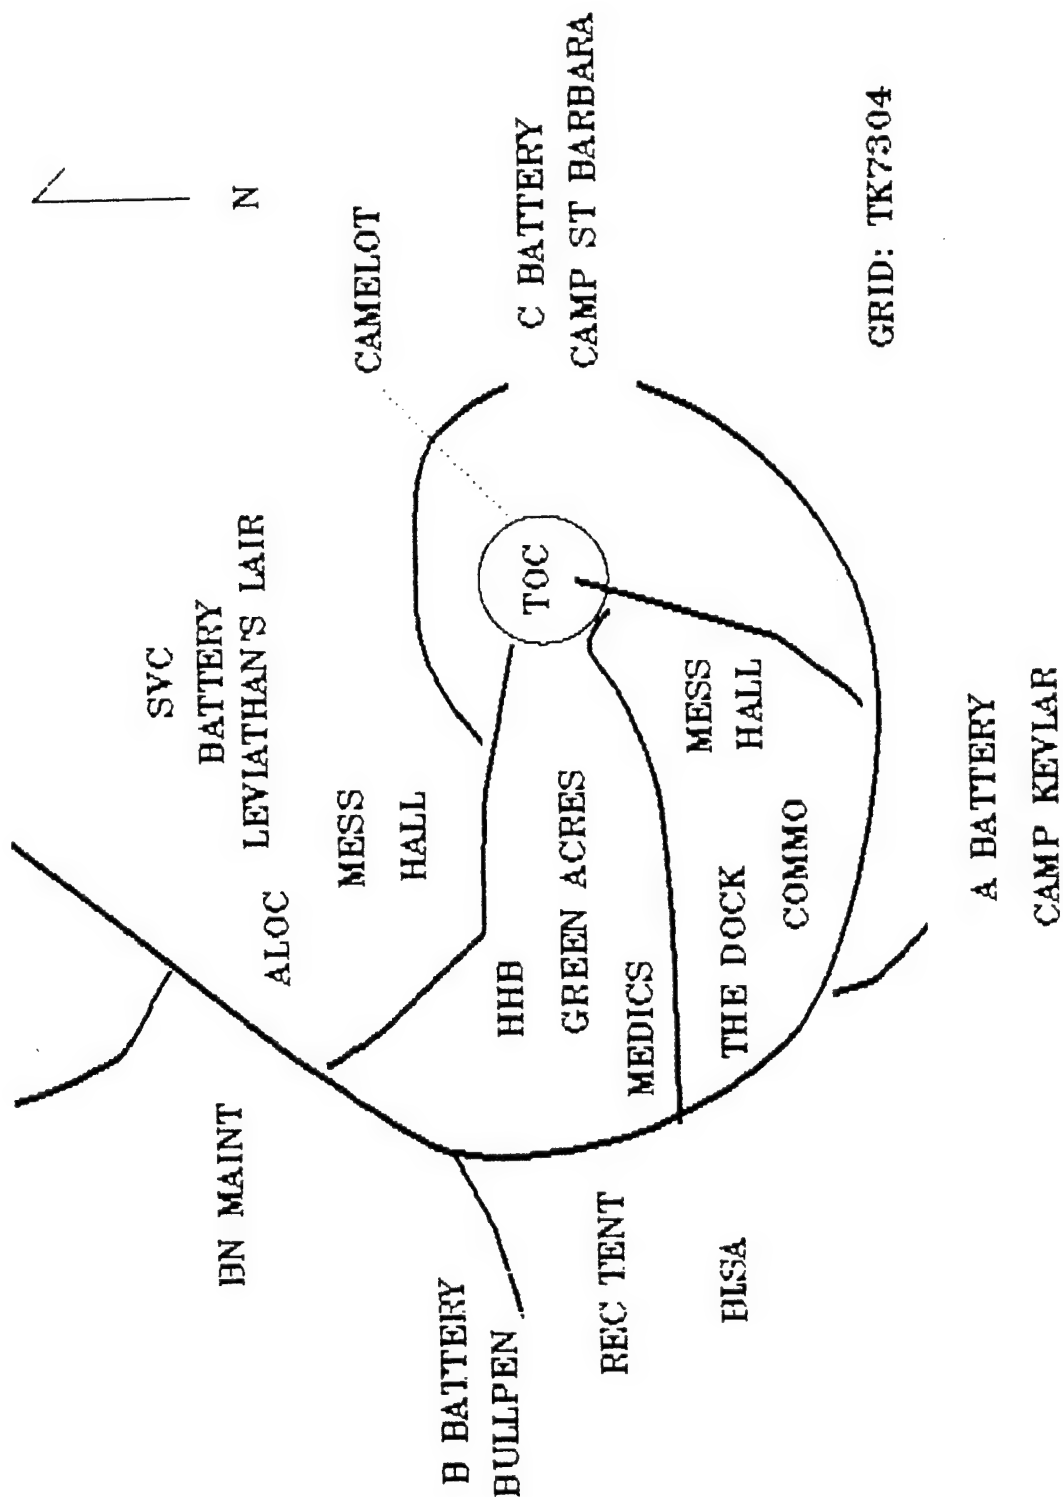 SVC
BATTERY
LEVIATHAN'S LAIR
N
BN MAINT
ALOC
MESS
HALL
CAMELOT
B BATTERY
BULLPEN
HHB
GREEN ACRES
MEDICS
TOC
C BATTERY
CAMP ST BARBARA
REC TENT
BLSA
THE DOCK
COMMO
MESS
HALL
GRID: TK7304
A BATTERY
CAMP KEVLAR